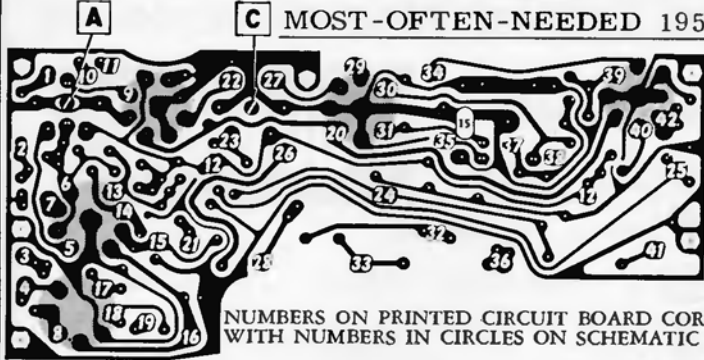 A
C MOST-OFTEN-NEEDED 195
1 10 11 9 22 27 29 30 34 39
15
2 6 13 12 23 26 20 31 35 37 38 40 42
7 14 24 12 25
5 15 21
3 28 32 33 36 41
4 17
18 19 16
8
NUMBERS ON PRINTED CIRCUIT BOARD COR
WITH NUMBERS IN CIRCLES ON SCHEMATIC